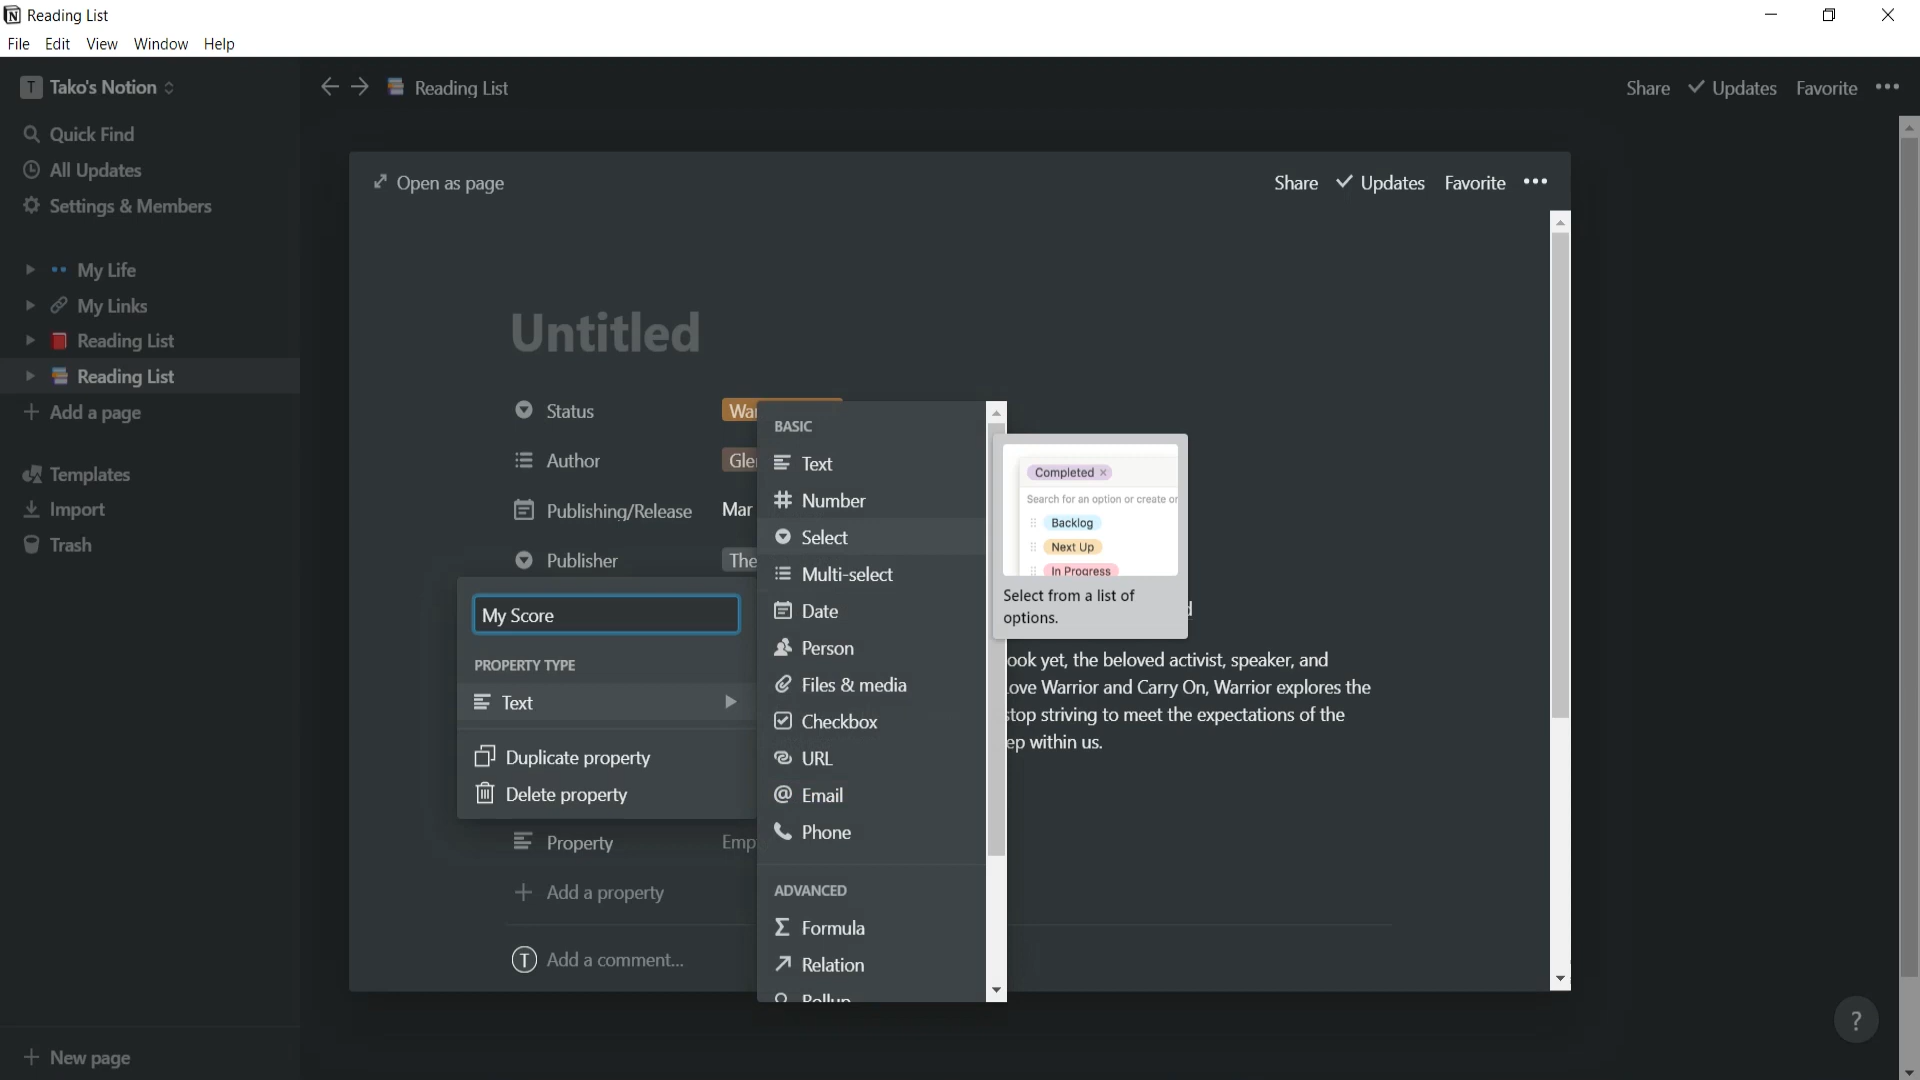 Reading List
File Edit View Window Help
Tako's Notion
Reading List
Share Updates Favorite
Quick Find
All Updates
Settings & Members
My Life
My Links
Reading List
Reading List
Add a page
Templates
Import
Trash
New page
Open as page
Share Updates Favorite
Untitled
Status
Author
Publishing/Release Mar
Publisher The
My Score
PROPERTY TYPE
Text
Duplicate property
Delete property
Property
Add a property
T Add a comment...
BASIC
Text
Number
Select
Multi-select
Date
Person
Files & media
Checkbox
URL
Email
Phone
ADVANCED
Formula
Relation
Completed ×
Search for an option or create or
Backlog
Next Up
In Progress
Select from a list of
options.
ook yet, the beloved activist, speaker, and
ove Warrior and Carry On, Warrior explores the
stop striving to meet the expectations of the
ep within us.
?